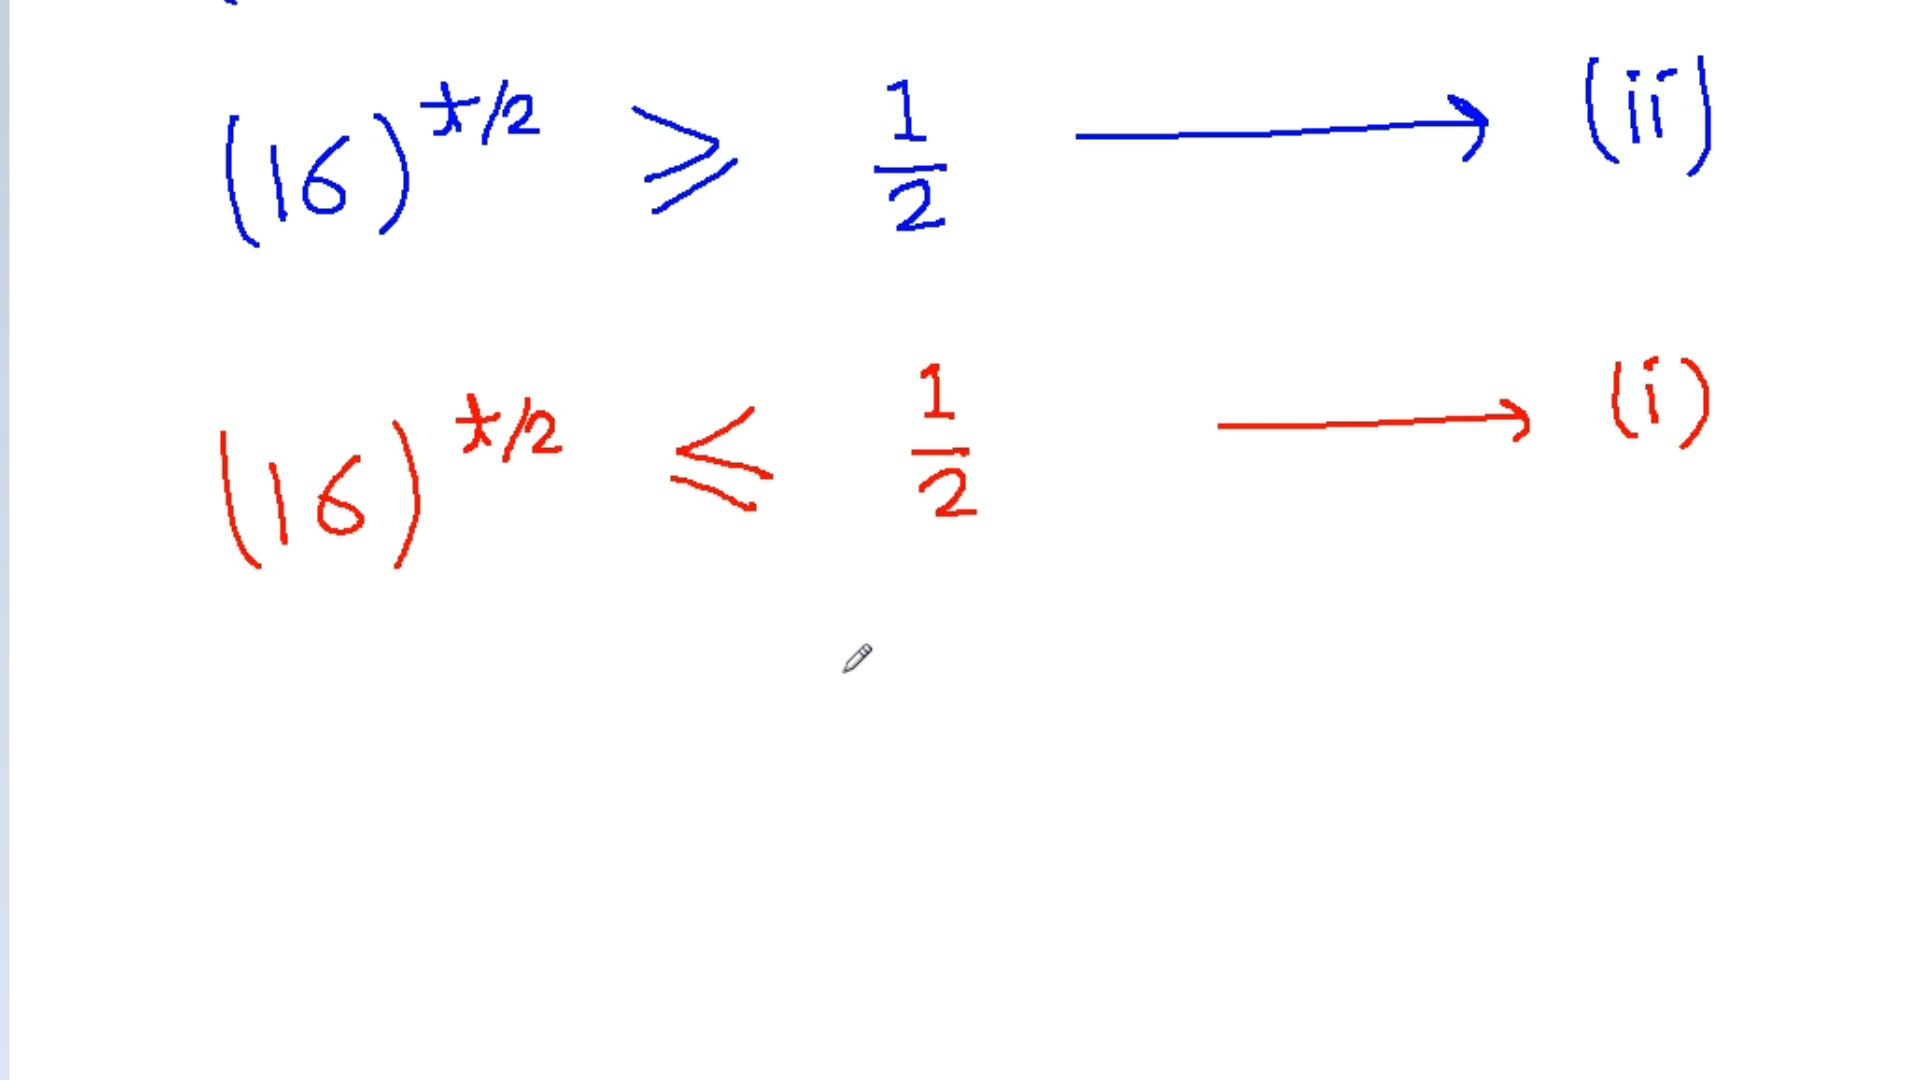 (16)^{t/2} ⩾ 1/2 ⟶ (ii)
(16)^{t/2} ⩽ 1/2 ⟶ (i)